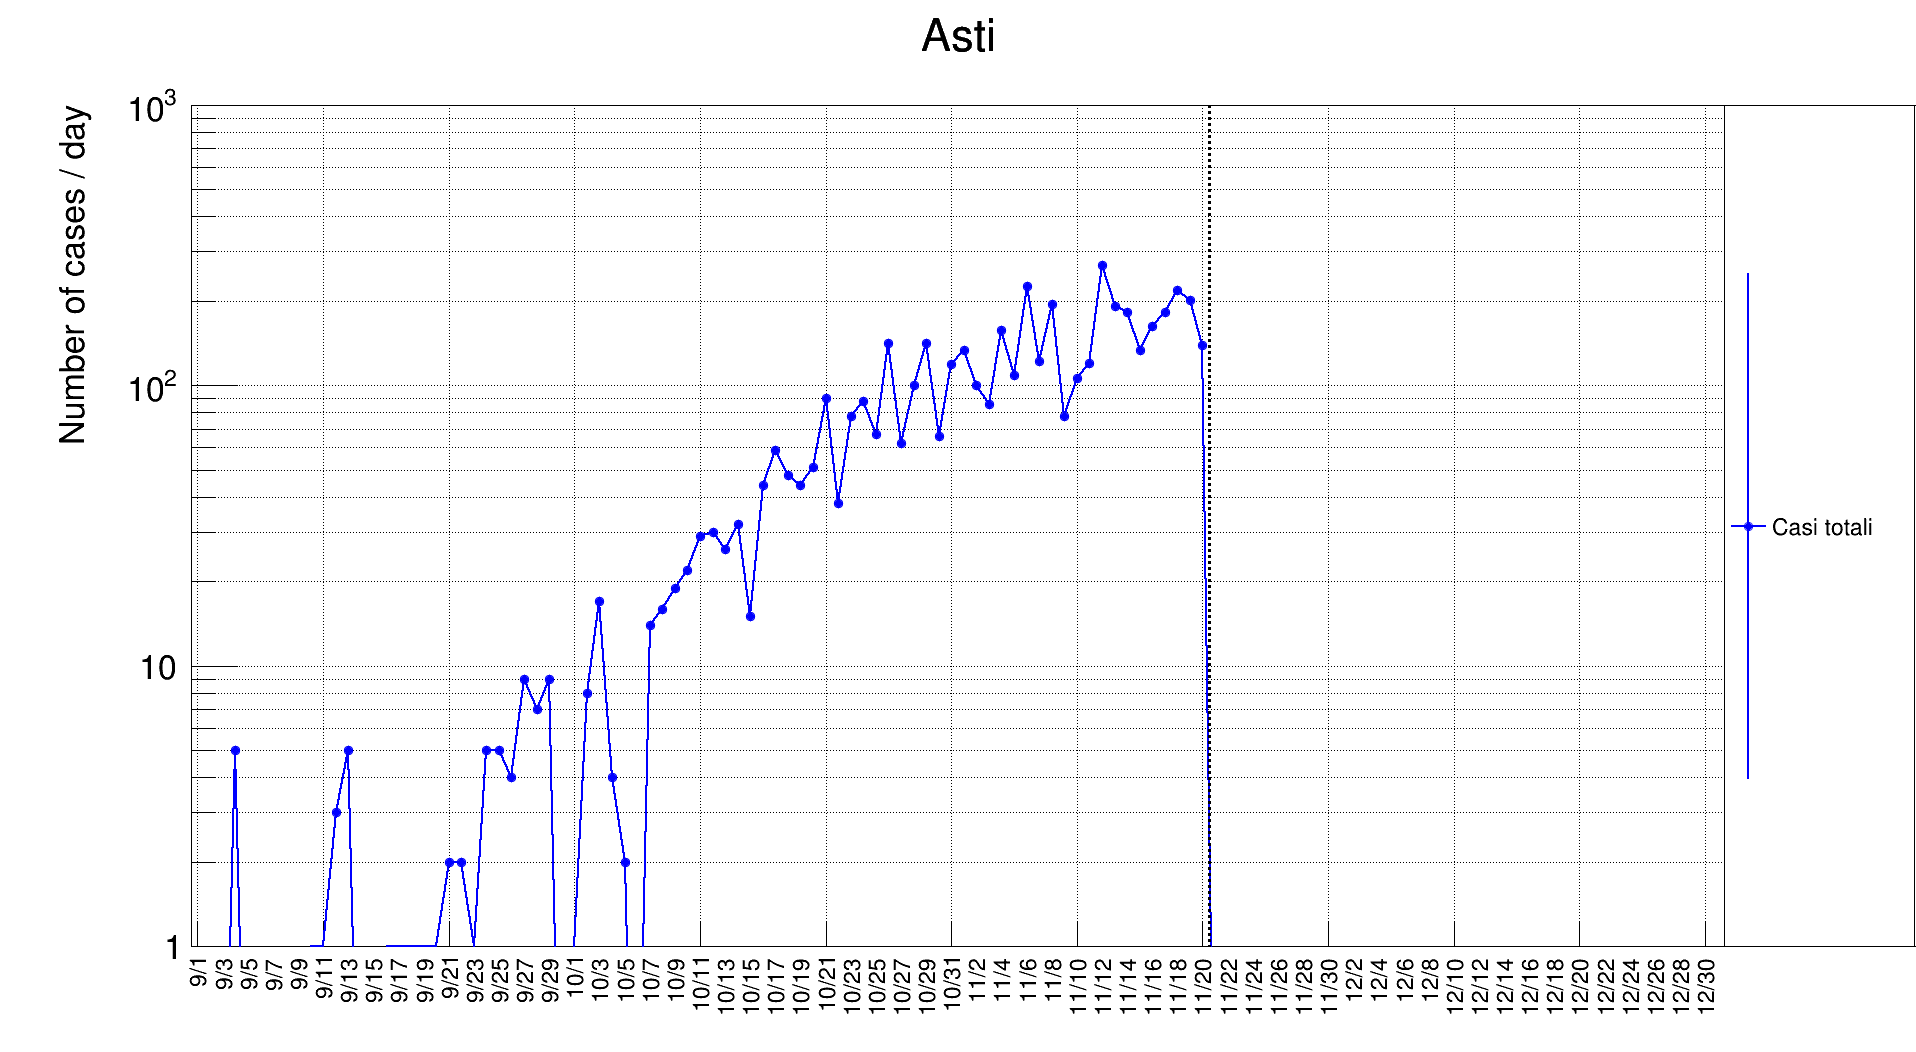 Asti
Number of cases / day
10³
10²
10
1
9/1 9/3 9/5 9/7 9/9 9/11 9/13 9/15 9/17 9/19 9/21 9/23 9/25 9/27 9/29 10/1 10/3 10/5 10/7 10/9 10/11 10/13 10/15 10/17 10/19 10/21 10/23 10/25 10/27 10/29 10/31 11/2 11/4 11/6 11/8 11/10 11/12 11/14 11/16 11/18 11/20 11/22 11/24 11/26 11/28 11/30 12/2 12/4 12/6 12/8 12/10 12/12 12/14 12/16 12/18 12/20 12/22 12/24 12/26 12/28 12/30
Casi totali